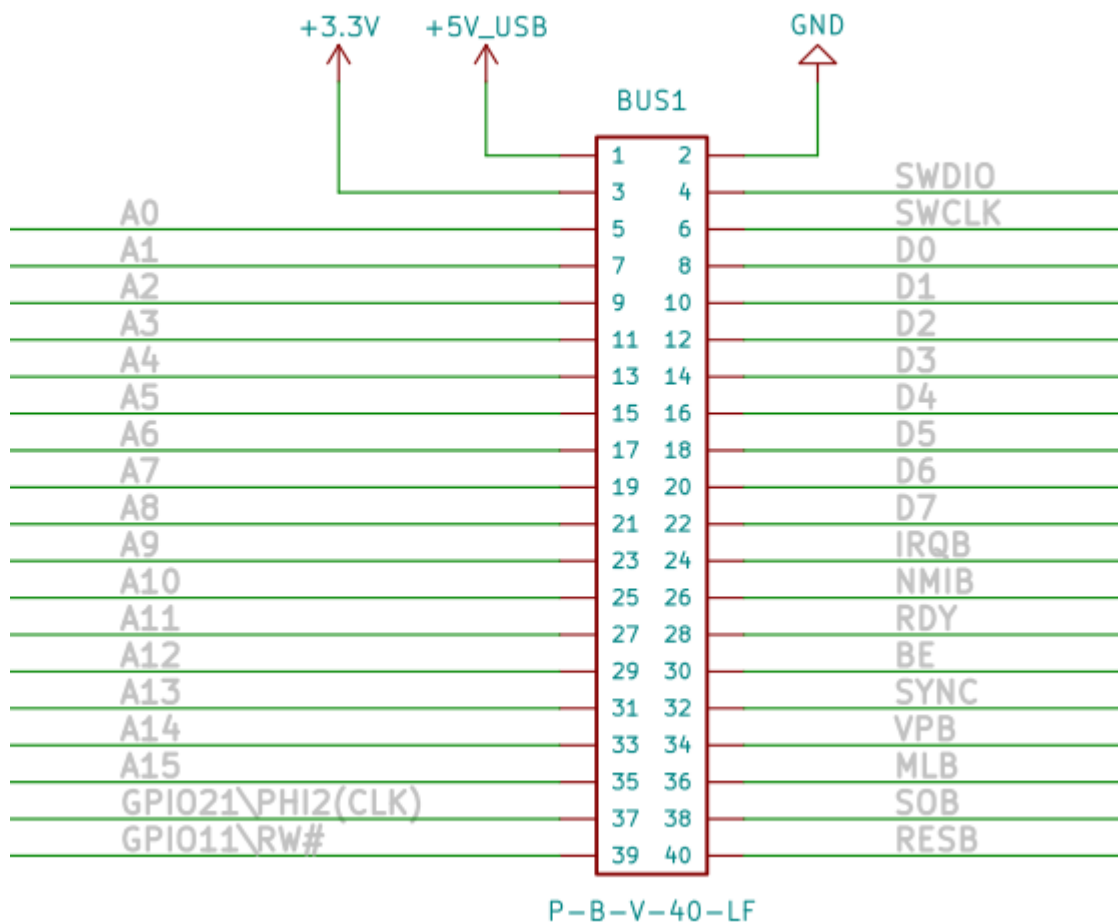 +3.3V +5V_USB GND
BUS1
1 2
SWDIO
3 4
A0 SWCLK
5 6
A1 D0
7 8
A2 D1
9 10
A3 D2
11 12
A4 D3
13 14
A5 D4
15 16
A6 D5
17 18
A7 D6
19 20
A8 D7
21 22
A9 IRQB
23 24
A10 NMIB
25 26
A11 RDY
27 28
A12 BE
29 30
A13 SYNC
31 32
A14 VPB
33 34
A15 MLB
35 36
GPIO21\PHI2(CLK) SOB
37 38
GPIO11\RW# RESB
39 40
P-B-V-40-LF